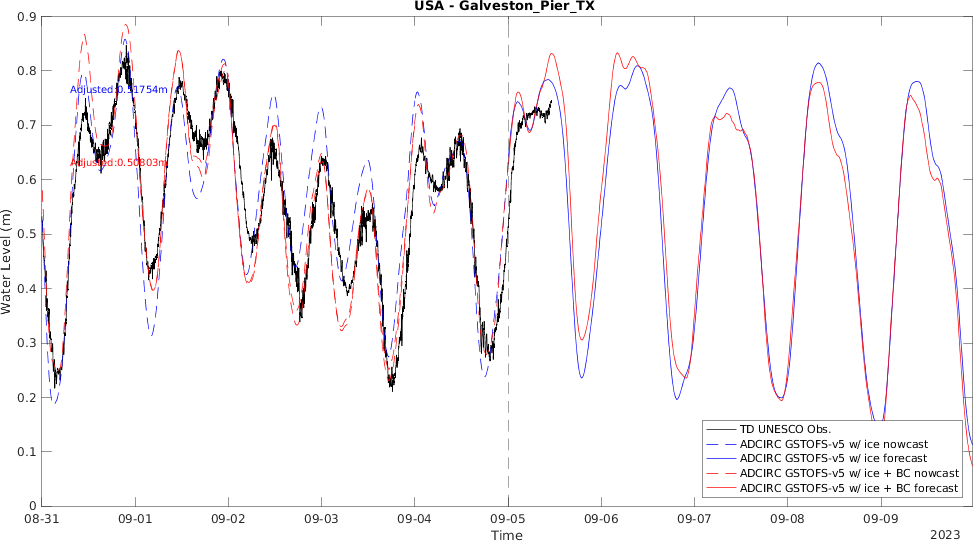 USA - Galveston_Pier_TX
0.9
0.8
0.7
0.6
0.5
0.4
0.3
0.2
0.1
0
Water Level (m)
Adjusted:0.51754m
Adjusted:0.50803m
TD UNESCO Obs.
ADCIRC GSTOFS-v5 w/ ice nowcast
ADCIRC GSTOFS-v5 w/ ice forecast
ADCIRC GSTOFS-v5 w/ ice + BC nowcast
ADCIRC GSTOFS-v5 w/ ice + BC forecast
08-31 09-01 09-02 09-03 09-04 09-05 09-06 09-07 09-08 09-09
Time
2023